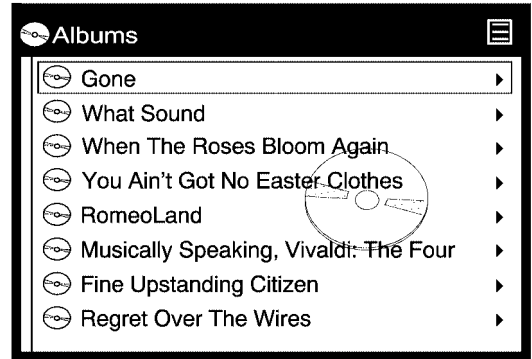 Albums
Gone
What Sound
When The Roses Bloom Again
You Ain't Got No Easter Clothes
RomeoLand
Musically Speaking, Vivaldi: The Four
Fine Upstanding Citizen
Regret Over The Wires